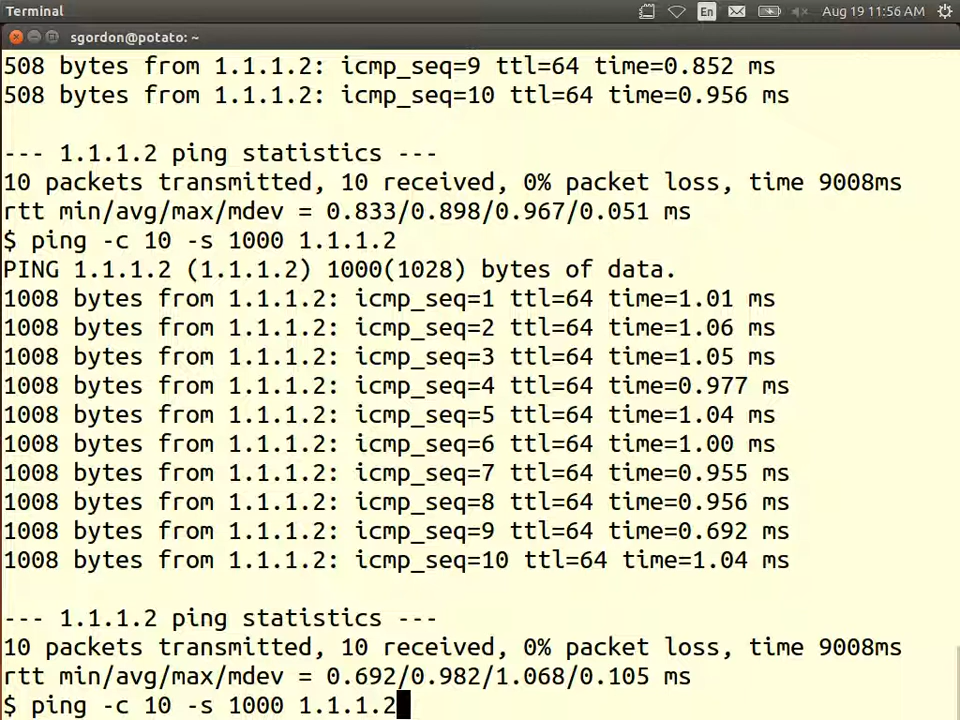 Terminal
En
Aug 19 11:56 AM
sgordon@potato: ~
508 bytes from 1.1.1.2: icmp_seq=9 ttl=64 time=0.852 ms
508 bytes from 1.1.1.2: icmp_seq=10 ttl=64 time=0.956 ms
--- 1.1.1.2 ping statistics ---
10 packets transmitted, 10 received, 0% packet loss, time 9008ms
rtt min/avg/max/mdev = 0.833/0.898/0.967/0.051 ms
$ ping -c 10 -s 1000 1.1.1.2
PING 1.1.1.2 (1.1.1.2) 1000(1028) bytes of data.
1008 bytes from 1.1.1.2: icmp_seq=1 ttl=64 time=1.01 ms
1008 bytes from 1.1.1.2: icmp_seq=2 ttl=64 time=1.06 ms
1008 bytes from 1.1.1.2: icmp_seq=3 ttl=64 time=1.05 ms
1008 bytes from 1.1.1.2: icmp_seq=4 ttl=64 time=0.977 ms
1008 bytes from 1.1.1.2: icmp_seq=5 ttl=64 time=1.04 ms
1008 bytes from 1.1.1.2: icmp_seq=6 ttl=64 time=1.00 ms
1008 bytes from 1.1.1.2: icmp_seq=7 ttl=64 time=0.955 ms
1008 bytes from 1.1.1.2: icmp_seq=8 ttl=64 time=0.956 ms
1008 bytes from 1.1.1.2: icmp_seq=9 ttl=64 time=0.692 ms
1008 bytes from 1.1.1.2: icmp_seq=10 ttl=64 time=1.04 ms
--- 1.1.1.2 ping statistics ---
10 packets transmitted, 10 received, 0% packet loss, time 9008ms
rtt min/avg/max/mdev = 0.692/0.982/1.068/0.105 ms
$ ping -c 10 -s 1000 1.1.1.2